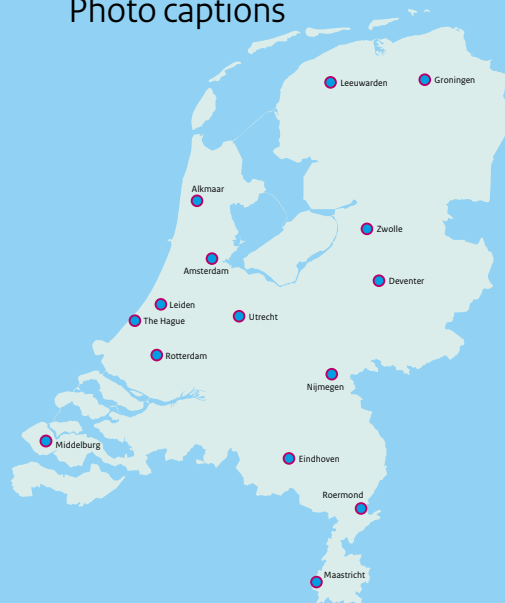 Photo captions
Leeuwarden
Groningen
Alkmaar
Zwolle
Amsterdam
Deventer
Leiden
Utrecht
The Hague
Rotterdam
Nijmegen
Middelburg
Eindhoven
Roermond
Maastricht